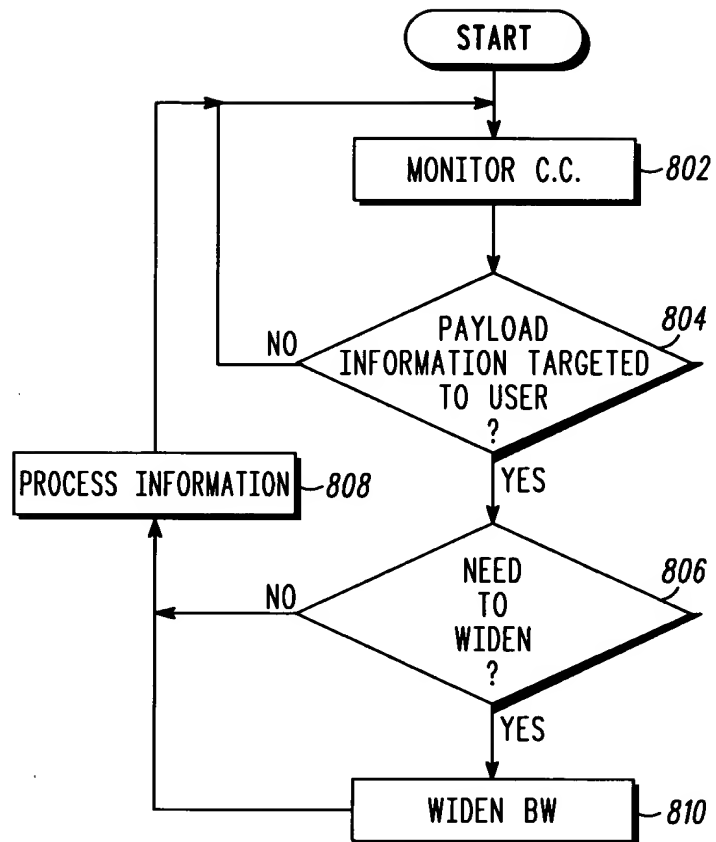 START
MONITOR C.C.
802
PAYLOAD
INFORMATION TARGETED
TO USER
?
804
NO
YES
PROCESS INFORMATION
808
NEED
TO
WIDEN
?
806
NO
YES
WIDEN BW
810